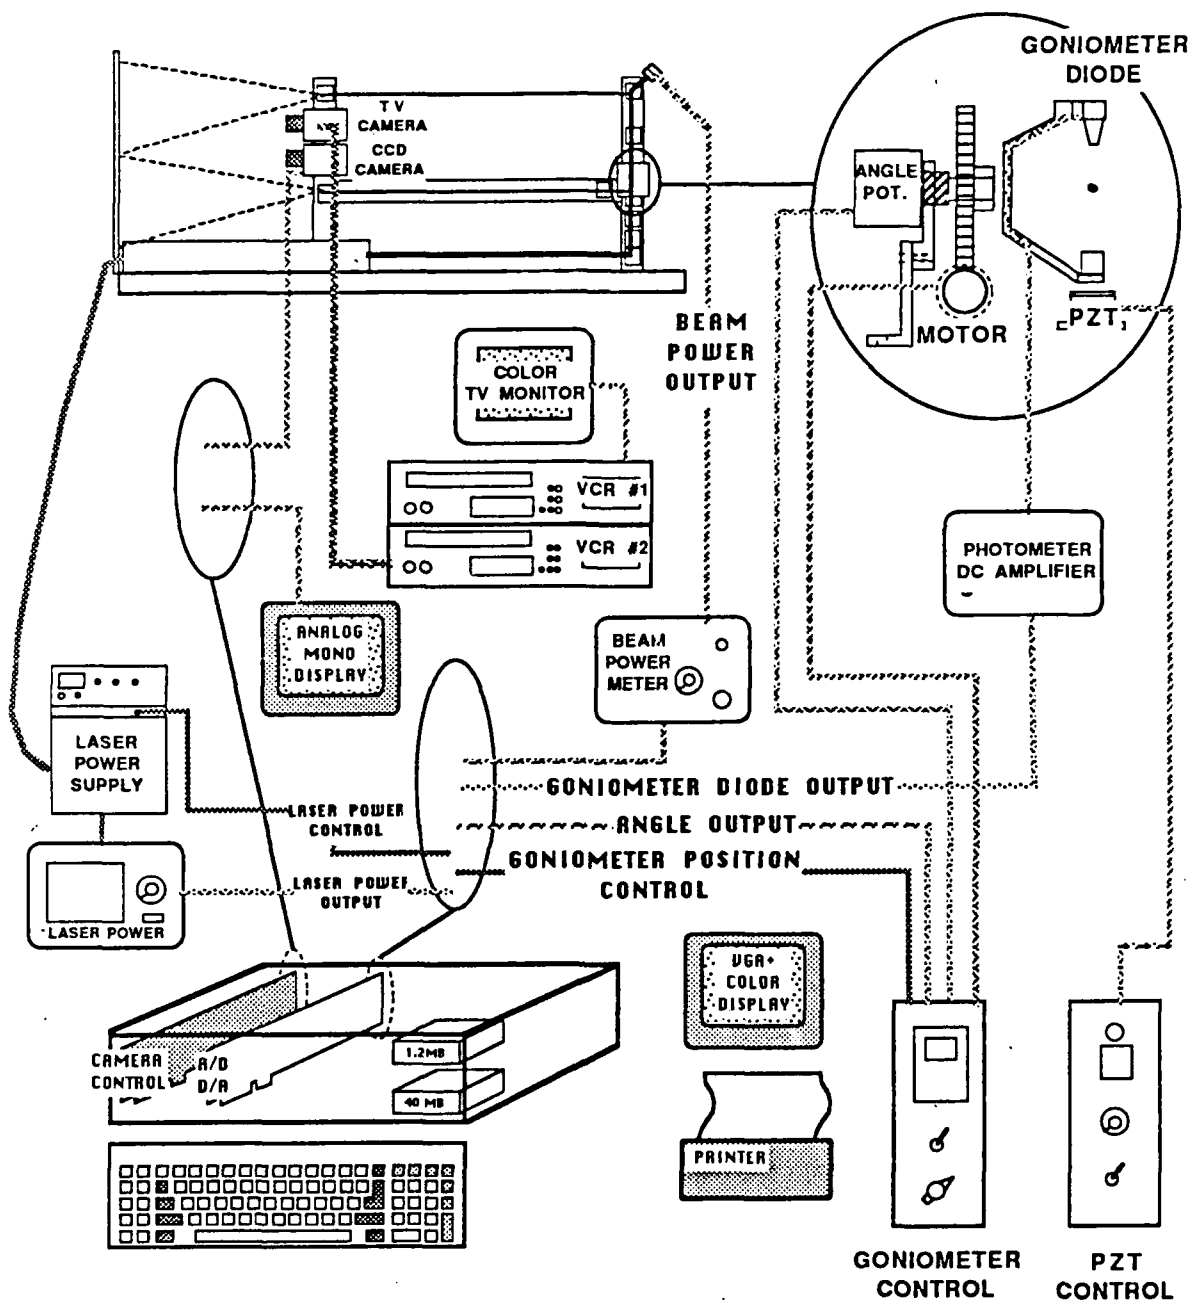 GONIOMETER
DIODE
TV
CAMERA
CCD
CAMERA
ANGLE
POT.
MOTOR
PZT
BEAM
POWER
OUTPUT
COLOR
TV MONITOR
VCR #1
VCR #2
PHOTOMETER
DC AMPLIFIER
ANALOG
MONO
DISPLAY
BEAM
POWER
METER
LASER
POWER
SUPPLY
GONIOMETER DIODE OUTPUT
LASER POWER
CONTROL
ANGLE OUTPUT
GONIOMETER POSITION
CONTROL
LASER POWER
OUTPUT
LASER POWER
VGA+
COLOR
DISPLAY
CAMERA
CONTROL
A/D
D/A
1.2MB
40 MB
PRINTER
GONIOMETER
CONTROL
PZT
CONTROL